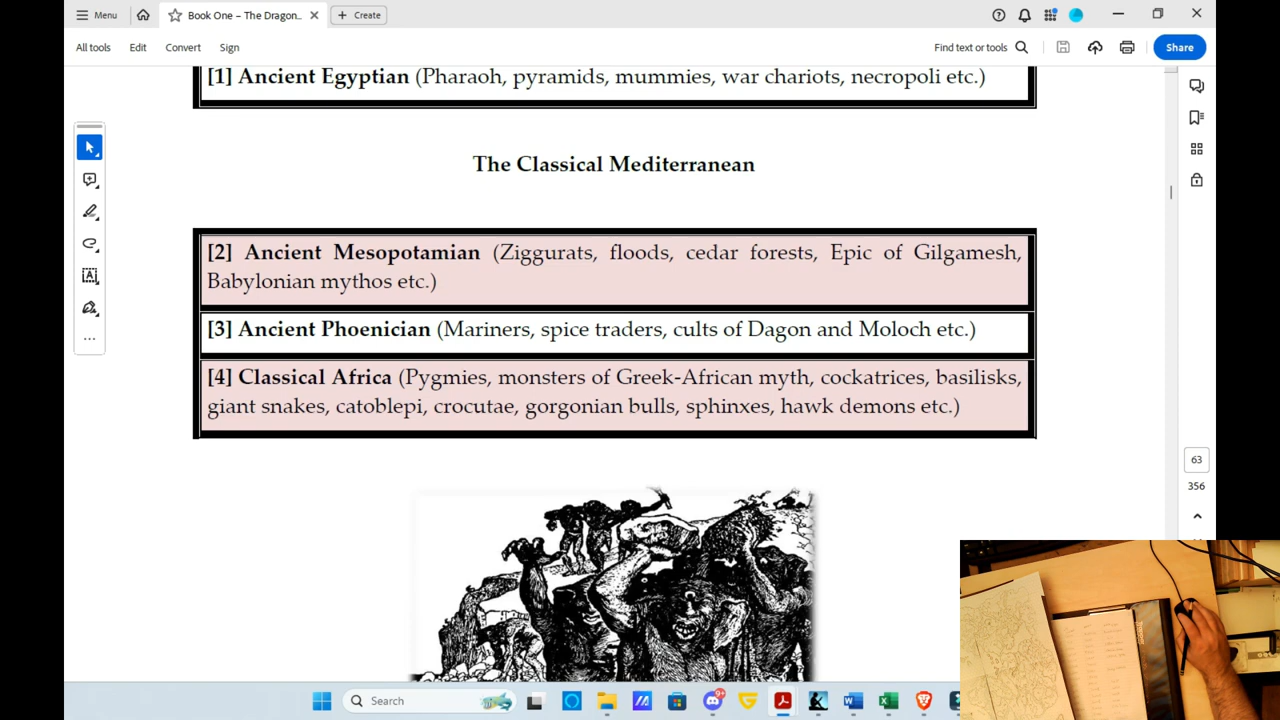 Menu
Book One – The Dragon...
Create
All tools
Edit
Convert
Sign
Find text or tools
Share
[1] Ancient Egyptian (Pharaoh, pyramids, mummies, war chariots, necropoli etc.)
The Classical Mediterranean
[2] Ancient Mesopotamian (Ziggurats, floods, cedar forests, Epic of Gilgamesh,
Babylonian mythos etc.)
[3] Ancient Phoenician (Mariners, spice traders, cults of Dagon and Moloch etc.)
[4] Classical Africa (Pygmies, monsters of Greek-African myth, cockatrices, basilisks,
giant snakes, catoblepi, crocutae, gorgonian bulls, sphinxes, hawk demons etc.)
63
356
Search
9+